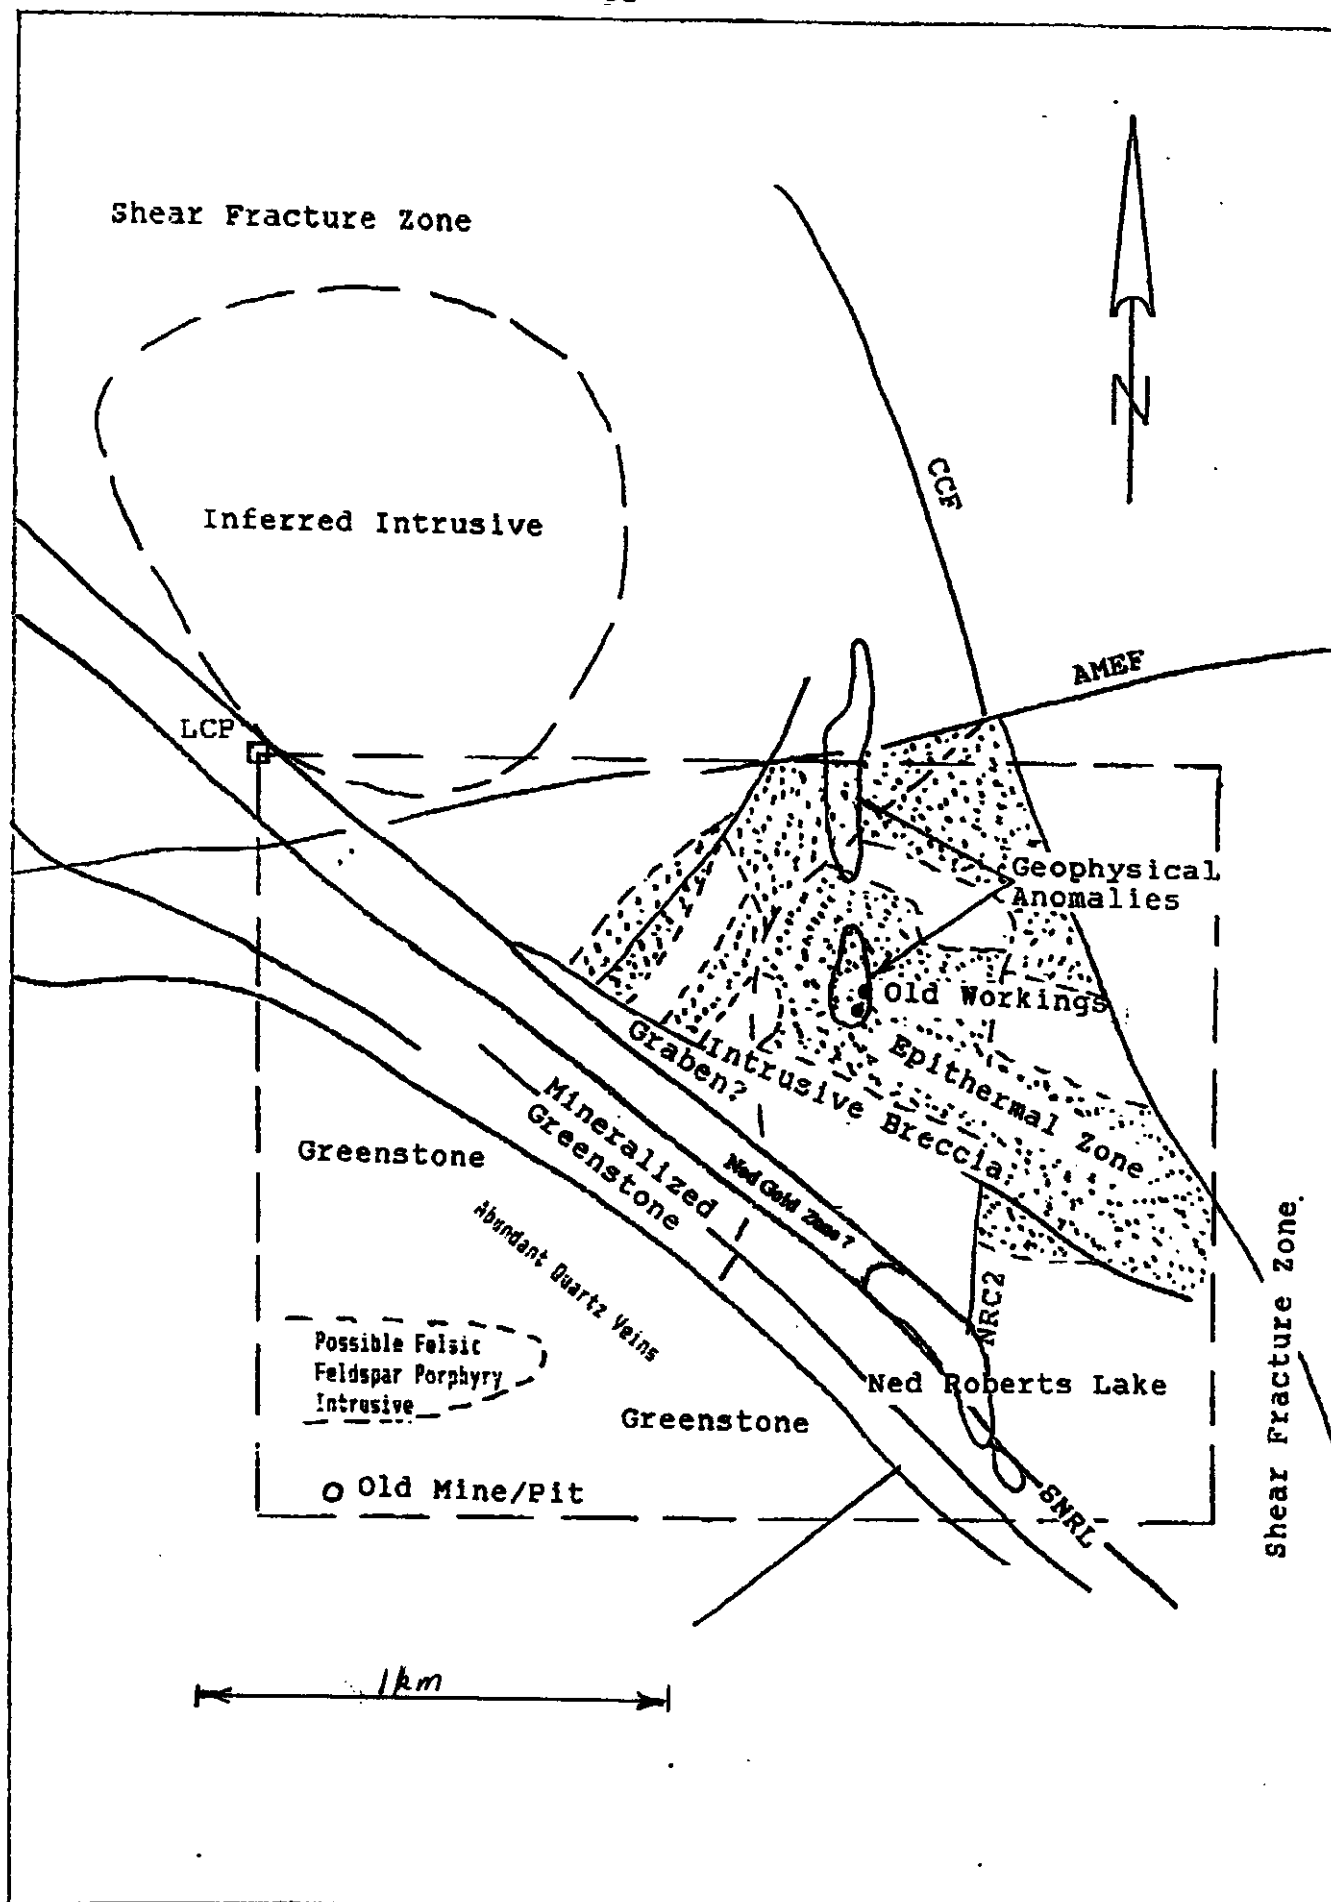 Shear Fracture Zone
N
CCF
Inferred Intrusive
AMEF
LCP
Geophysical
Anomalies
Old Workings
Epithermal Zone
Intrusive Breccia
Graben?
Mineralized
Greenstone
Ned Gold Zone?
Greenstone
Abundant Quartz Veins
NRC2
Shear Fracture Zone
Possible Felsic
Feldspar Porphyry
Intrusive
Ned Roberts Lake
Greenstone
Old Mine/Pit
SNRL
1km